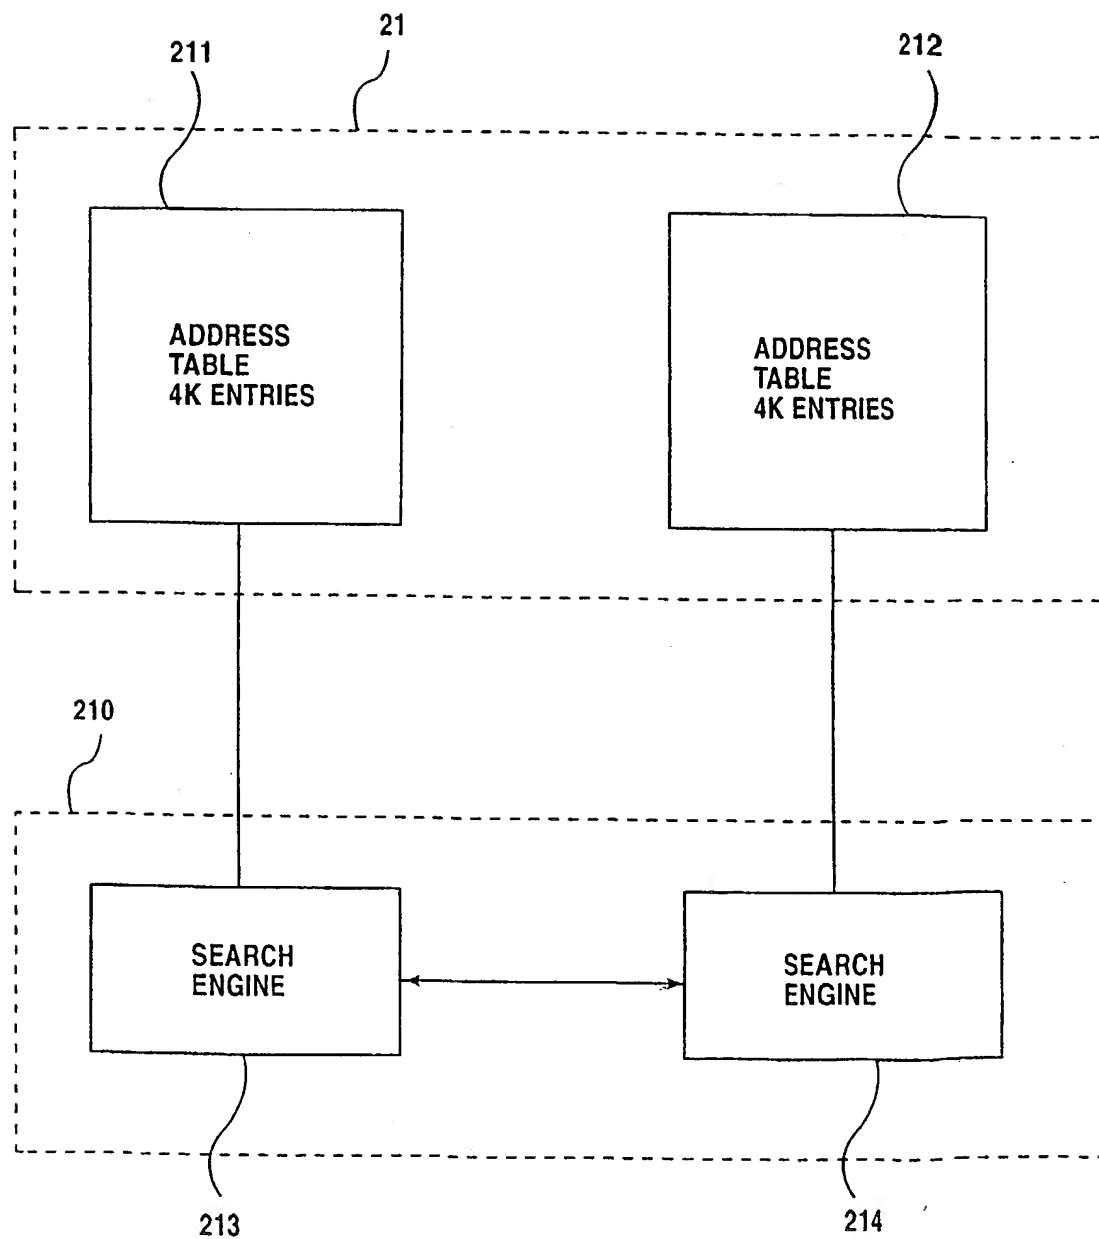 21
211
212
ADDRESS
TABLE
4K ENTRIES
ADDRESS
TABLE
4K ENTRIES
210
SEARCH
ENGINE
SEARCH
ENGINE
213
214